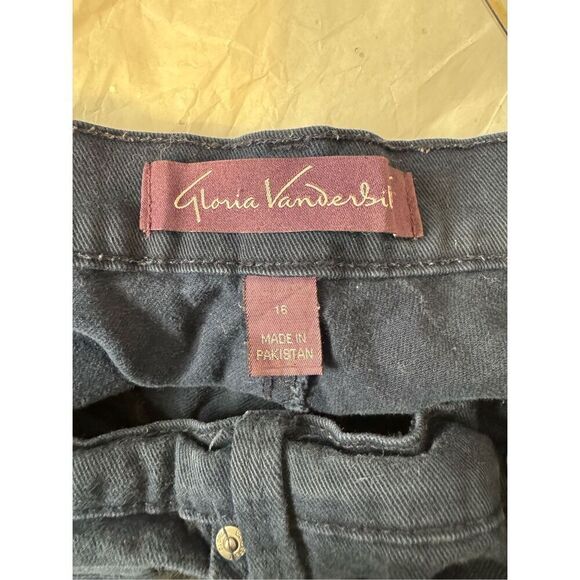 Gloria Vanderbilt
16
MADE IN
PAKISTAN